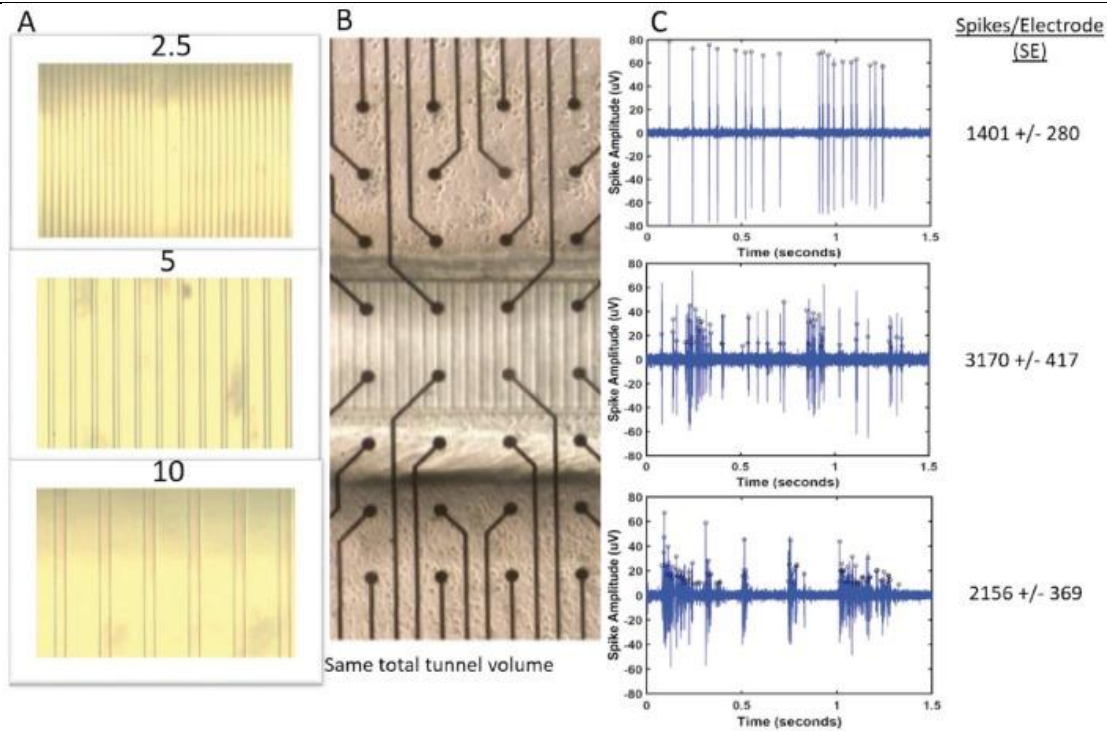 A
B
C
Spikes/Electrode
(SE)
2.5
5
10
Same total tunnel volume
80
60
40
20
0
-20
-40
-60
-80
Spike Amplitude (uV)
0
0.5
1
1.5
Time (seconds)
1401 +/- 280
80
60
40
20
0
-20
-40
-60
-80
Spike Amplitude (uV)
0
0.5
1
1.5
Time (seconds)
3170 +/- 417
80
60
40
20
0
-20
-40
-60
-80
Spike Amplitude (uV)
0
0.5
1
1.5
Time (seconds)
2156 +/- 369